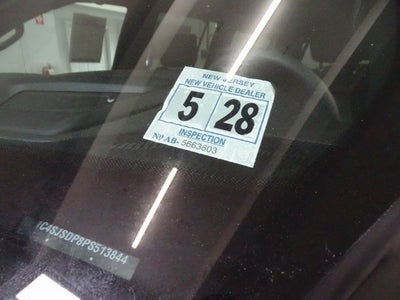 NEW JERSEY
NEW VEHICLE DEALER
5 28
INSPECTION
No AB- 5663603
1C4SJSDP8PS513844